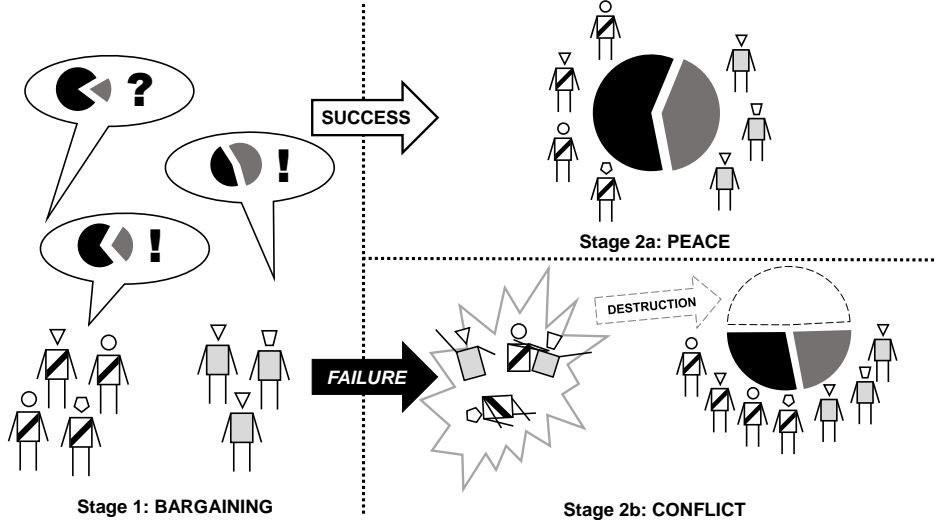 ?
!
!
SUCCESS
Stage 2a: PEACE
DESTRUCTION
FAILURE
Stage 1: BARGAINING
Stage 2b: CONFLICT